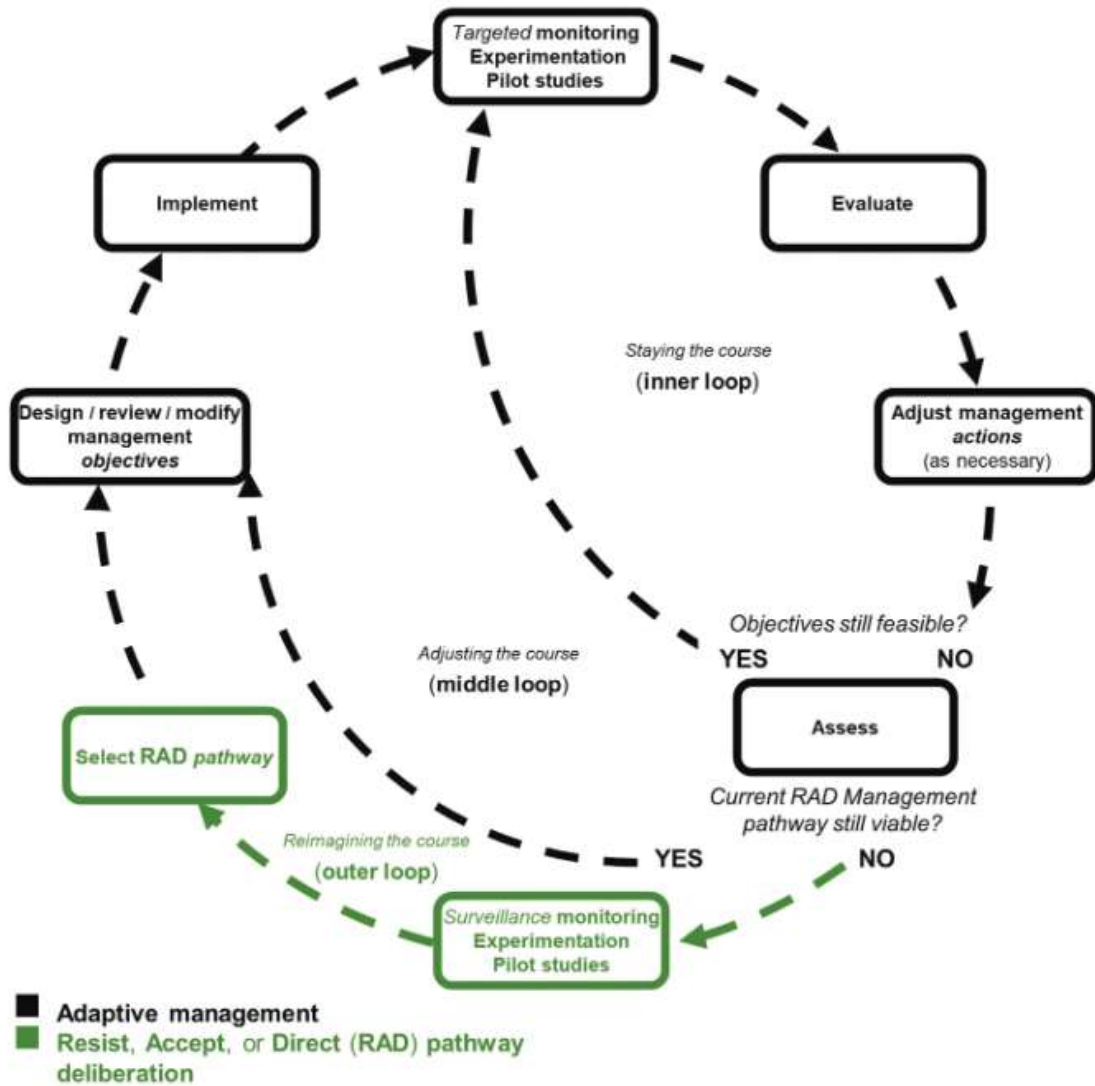 Targeted monitoring
Experimentation
Pilot studies
Implement
Evaluate
Staying the course
(inner loop)
Design / review / modify
management
objectives
Adjust management
actions
(as necessary)
Objectives still feasible?
YES
NO
Adjusting the course
(middle loop)
Assess
Select RAD pathway
Current RAD Management
pathway still viable?
YES
NO
Reimagining the course
(outer loop)
Surveillance monitoring
Experimentation
Pilot studies
Adaptive management
Resist, Accept, or Direct (RAD) pathway
deliberation